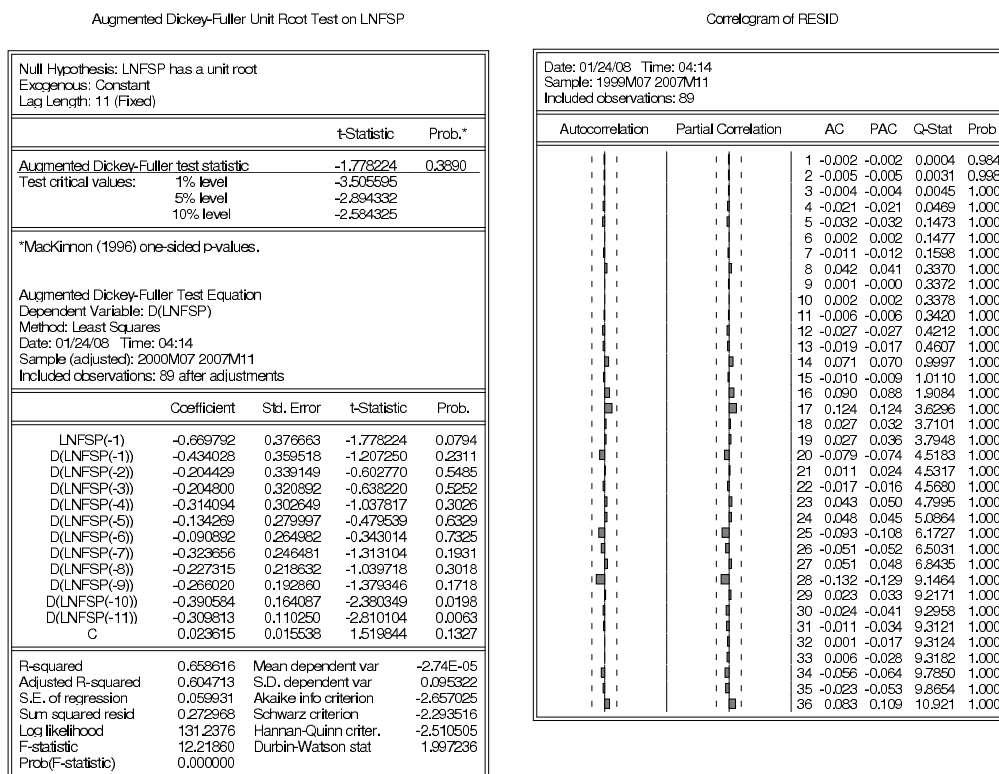 Augmented Dickey-Fuller Unit Root Test on LNFSP
Null Hypothesis: LNFSP has a unit root
Exogenous: Constant
Lag Length: 11 (Fixed)
t-Statistic Prob.*
Augmented Dickey-Fuller test statistic -1.778224 0.3890
Test critical values: 1% level -3.505595
5% level -2.894332
10% level -2.584325
*MacKinnon (1996) one-sided p-values.
Augmented Dickey-Fuller Test Equation
Dependent Variable: D(LNFSP)
Method: Least Squares
Date: 01/24/08 Time: 04:14
Sample (adjusted): 2000M07 2007M11
Included observations: 89 after adjustments
Coefficient Std. Error t-Statistic Prob.
LNFSP(-1) -0.669792 0.376663 -1.778224 0.0794
D(LNFSP(-1)) -0.434028 0.359518 -1.207250 0.2311
D(LNFSP(-2)) -0.204429 0.339149 -0.602770 0.5485
D(LNFSP(-3)) -0.204800 0.320892 -0.638220 0.5252
D(LNFSP(-4)) -0.314094 0.302649 -1.037817 0.3026
D(LNFSP(-5)) -0.134269 0.279997 -0.479539 0.6329
D(LNFSP(-6)) -0.090892 0.264982 -0.343014 0.7325
D(LNFSP(-7)) -0.323656 0.246481 -1.313104 0.1931
D(LNFSP(-8)) -0.227315 0.218632 -1.039718 0.3018
D(LNFSP(-9)) -0.266020 0.192860 -1.379346 0.1718
D(LNFSP(-10)) -0.390584 0.164087 -2.380349 0.0198
D(LNFSP(-11)) -0.309813 0.110250 -2.810104 0.0063
C 0.023615 0.015538 1.519844 0.1327
R-squared 0.658616 Mean dependent var -2.74E-05
Adjusted R-squared 0.604713 S.D. dependent var 0.095322
S.E. of regression 0.059931 Akaike info criterion -2.657025
Sum squared resid 0.272968 Schwarz criterion -2.293516
Log likelihood 131.2376 Hannan-Quinn criter. -2.510505
F-statistic 12.21860 Durbin-Watson stat 1.997236
Prob(F-statistic) 0.000000
Correlogram of RESID
Date: 01/24/08 Time: 04:14
Sample: 1999M07 2007M11
Included observations: 89
Autocorrelation Partial Correlation AC PAC Q-Stat Prob
1 -0.002 -0.002 0.0004 0.984
2 -0.005 -0.005 0.0031 0.998
3 -0.004 -0.004 0.0045 1.000
4 -0.021 -0.021 0.0469 1.000
5 -0.032 -0.032 0.1473 1.000
6 0.002 0.002 0.1477 1.000
7 -0.011 -0.012 0.1598 1.000
8 0.042 0.041 0.3370 1.000
9 0.001 -0.000 0.3372 1.000
10 0.002 0.002 0.3378 1.000
11 -0.006 -0.006 0.3420 1.000
12 -0.027 -0.027 0.4212 1.000
13 -0.019 -0.017 0.4607 1.000
14 0.071 0.070 0.9997 1.000
15 -0.010 -0.009 1.0110 1.000
16 0.090 0.088 1.9084 1.000
17 0.124 0.124 3.6296 1.000
18 0.027 0.032 3.7101 1.000
19 0.027 0.036 3.7948 1.000
20 -0.079 -0.074 4.5183 1.000
21 0.011 0.024 4.5317 1.000
22 -0.017 -0.016 4.5680 1.000
23 0.043 0.050 4.7995 1.000
24 0.048 0.045 5.0864 1.000
25 -0.093 -0.108 6.1727 1.000
26 -0.051 -0.052 6.5031 1.000
27 0.051 0.048 6.8435 1.000
28 -0.132 -0.129 9.1464 1.000
29 0.023 0.033 9.2171 1.000
30 -0.024 -0.041 9.2958 1.000
31 -0.011 -0.034 9.3121 1.000
32 0.001 -0.017 9.3124 1.000
33 0.006 -0.028 9.3182 1.000
34 -0.056 -0.064 9.7850 1.000
35 -0.023 -0.053 9.8654 1.000
36 0.083 0.109 10.921 1.000